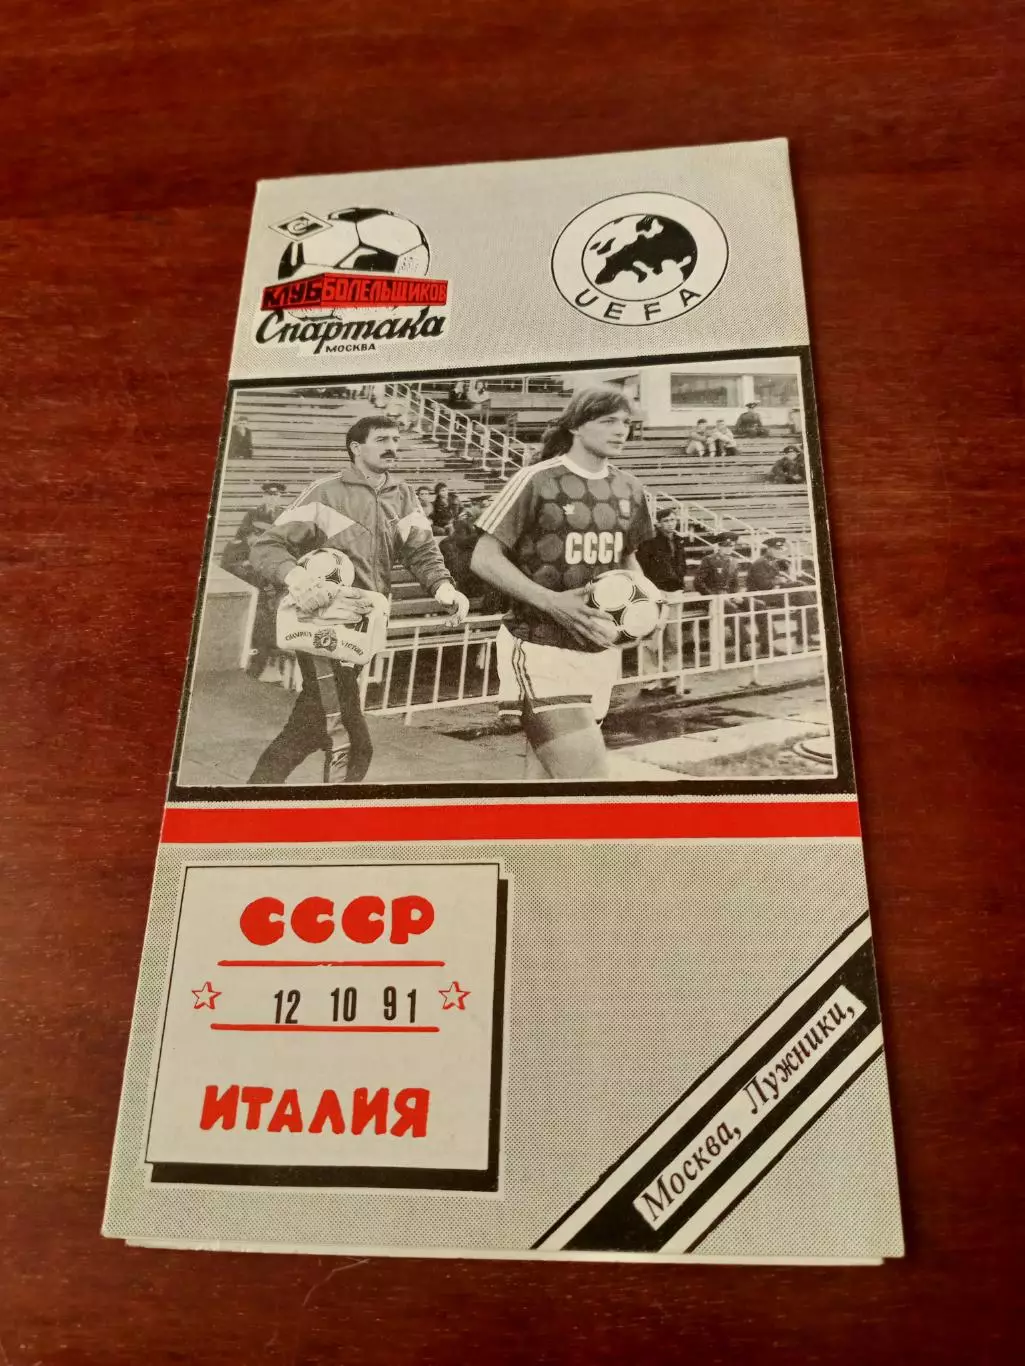 КЛУБ БОЛЕЛЬЩИКОВ
Спартака
МОСКВА
UEFA
СССР
СССР
12 10 91
ИТАЛИЯ
Москва, Лужники,